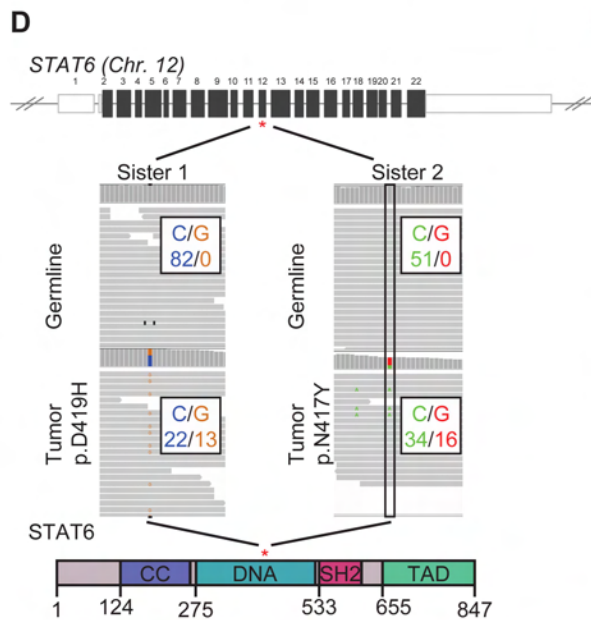 D
STAT6 (Chr. 12)
1 2 3 4 5 6 7 8 9 10 11 12 13 14 15 16 17 18 19 20 21 22
*
Sister 1 Sister 2
Germline
C/G
82/0
Germline
C/G
51/0
Tumor
p.D419H
C/G
22/13
Tumor
p.N417Y
C/G
34/16
STAT6
*
CC DNA SH2 TAD
1 124 275 533 655 847